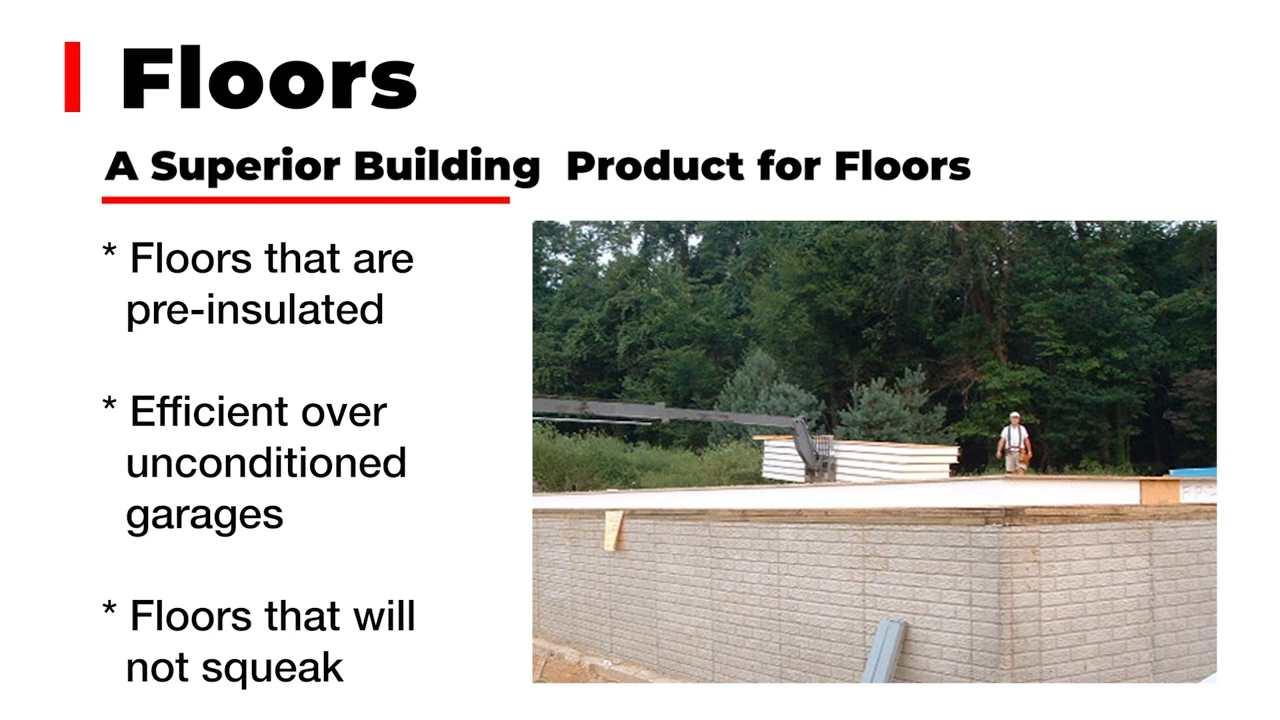 Floors
A Superior Building  Product for Floors
* Floors that are
pre-insulated
* Efficient over
unconditioned
garages
* Floors that will
not squeak